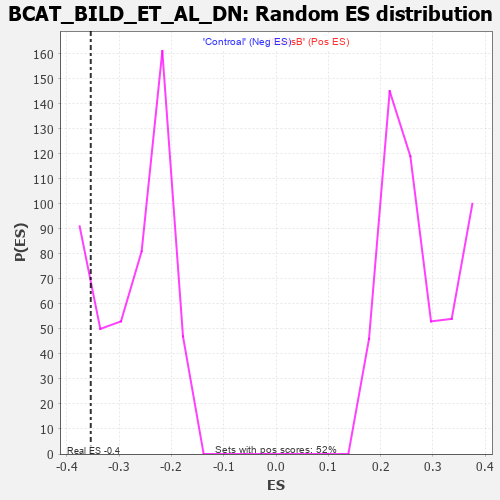 BCAT_BILD_ET_AL_DN: Random ES distribution
'Controal' (Neg ES)sB' (Pos ES)
160
150
140
130
120
110
100
90
80
70
60
50
40
30
20
10
0
P(ES)
Real ES -0.4
Sets with pos scores: 52%
-0.4 -0.3 -0.2 -0.1 0.0 0.1 0.2 0.3 0.4
ES